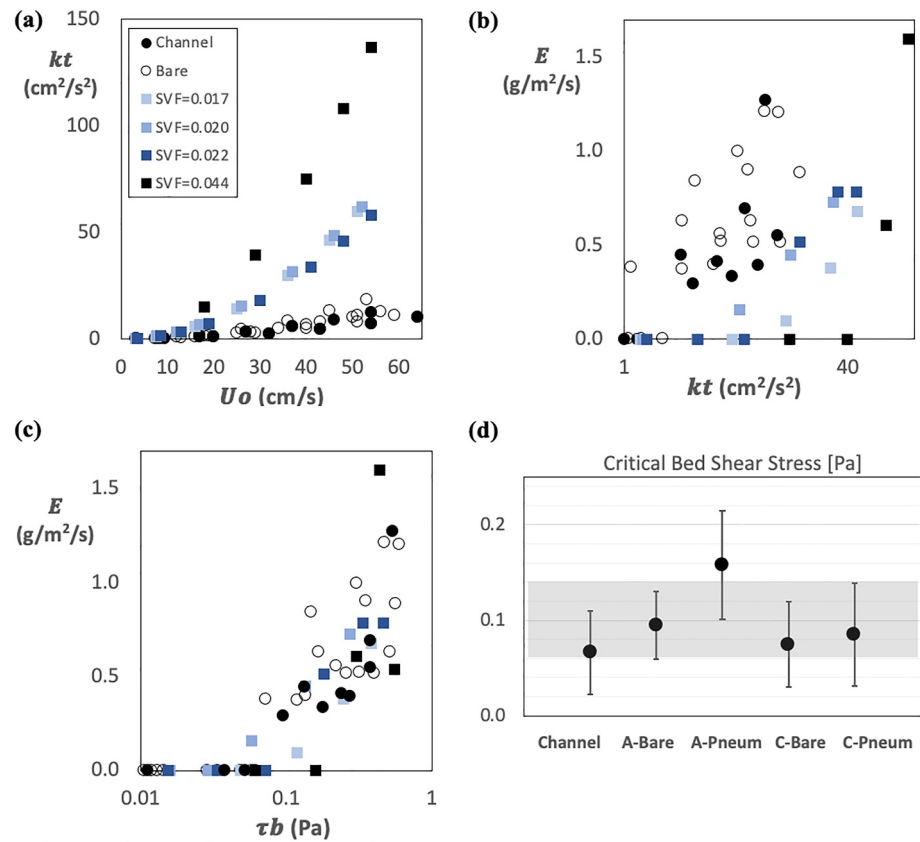 (a)
150
kt
(cm²/s²)
100
50
0
Channel
Bare
SVF=0.017
SVF=0.020
SVF=0.022
SVF=0.044
0 10 20 30 40 50 60
Uo (cm/s)
(b)
E
(g/m²/s)
1.5
1.0
0.5
0.0
1 40
kt (cm²/s²)
(c)
E
(g/m²/s)
1.5
1.0
0.5
0.0
0.01 0.1 1
τb (Pa)
(d)
Critical Bed Shear Stress [Pa]
0.2
0.1
0.0
Channel A-Bare A-Pneum C-Bare C-Pneum